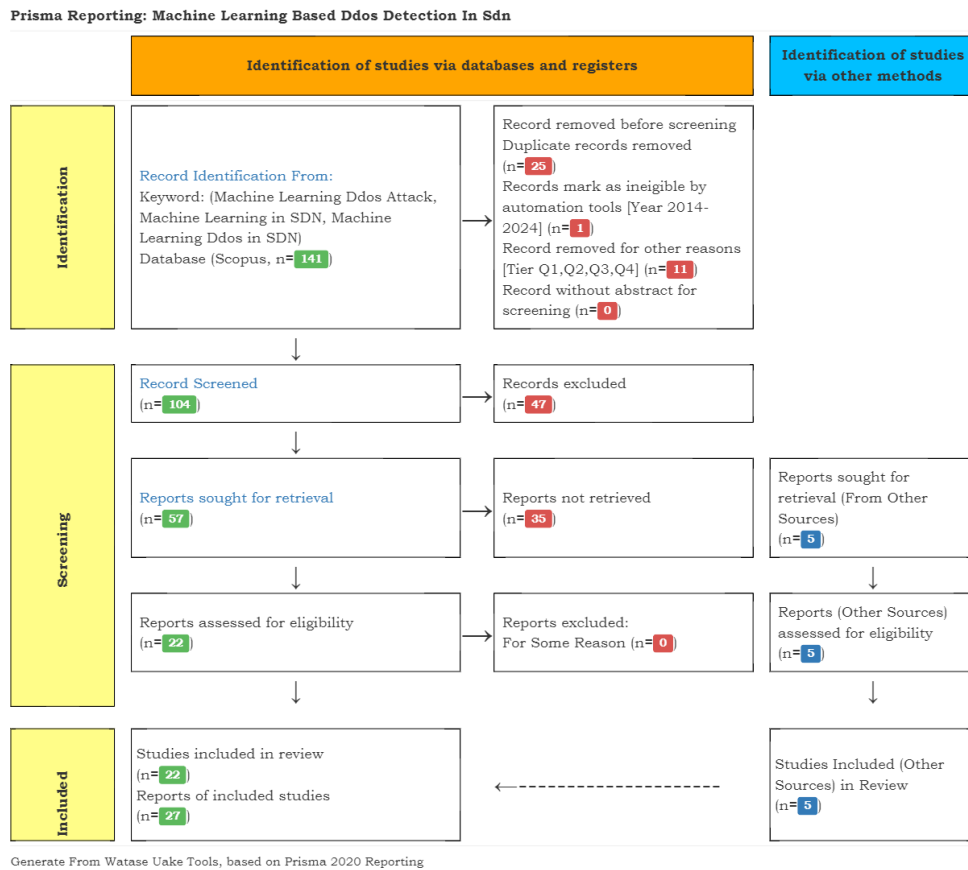 Prisma Reporting: Machine Learning Based Ddos Detection In Sdn
Identification of studies via databases and registers
Identification of studies
via other methods
Identification
Record Identification From:
Keyword: (Machine Learning Ddos Attack,
Machine Learning in SDN, Machine
Learning Ddos in SDN)
Database (Scopus, n=141)
Record removed before screening
Duplicate records removed
(n=25)
Records mark as ineigible by
automation tools [Year 2014-
2024] (n=1)
Record removed for other reasons
[Tier Q1,Q2,Q3,Q4] (n=11)
Record without abstract for
screening (n=0)
Screening
Record Screened
(n=104)
Records excluded
(n=47)
Reports sought for retrieval
(n=57)
Reports not retrieved
(n=35)
Reports sought for
retrieval (From Other
Sources)
(n=5)
Reports assessed for eligibility
(n=22)
Reports excluded:
For Some Reason (n=0)
Reports (Other Sources)
assessed for eligibility
(n=5)
Included
Studies included in review
(n=22)
Reports of included studies
(n=27)
Studies Included (Other
Sources) in Review
(n=5)
Generate From Watase Uake Tools, based on Prisma 2020 Reporting